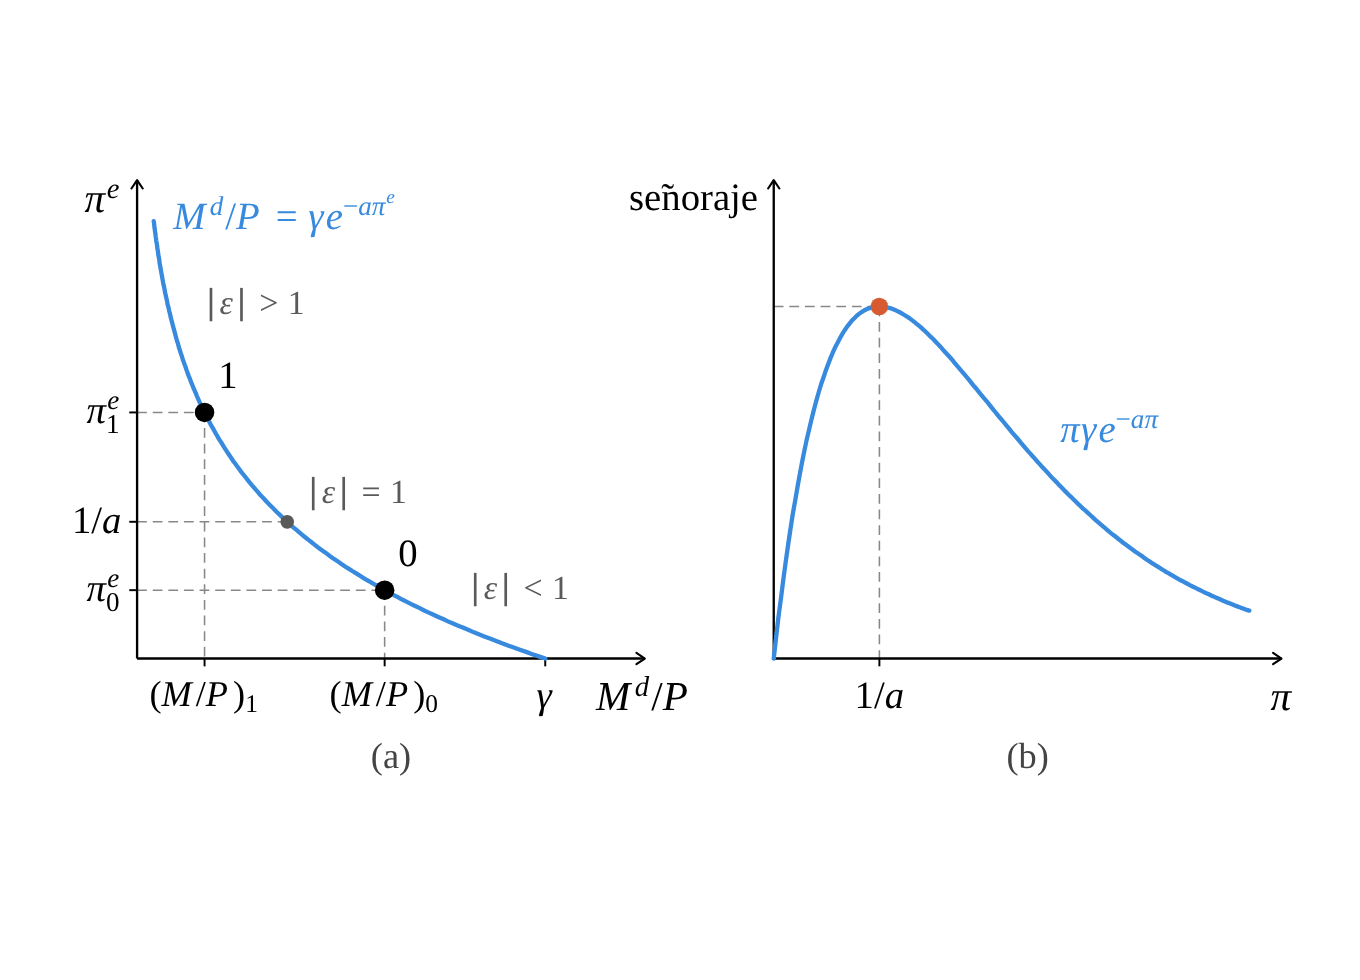 πᵉ
Mᵈ/P = γe^{−aπᵉ}
|ε| > 1
1
π₁ᵉ
|ε| = 1
1/a
0
π₀ᵉ
|ε| < 1
(M/P)₁
(M/P)₀
γ
Mᵈ/P
(a)
señoraje
πγe^{−aπ}
1/a
π
(b)